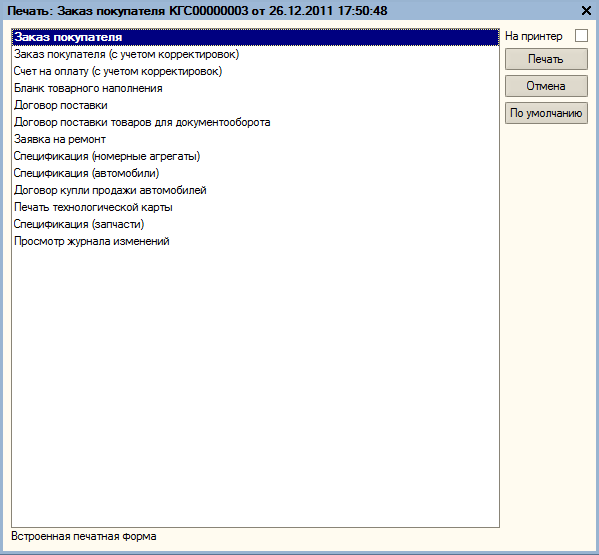 Печать: Заказ покупателя КГС00000003 от 26.12.2011 17:50:48
Заказ покупателя
Заказ покупателя (с учетом корректировок)
Счет на оплату (с учетом корректировок)
Бланк товарного наполнения
Договор поставки
Договор поставки товаров для документооборота
Заявка на ремонт
Спецификация (номерные агрегаты)
Спецификация (автомобили)
Договор купли продажи автомобилей
Печать технологической карты
Спецификация (запчасти)
Просмотр журнала изменений
На принтер
Печать
Отмена
По умолчанию
Встроенная печатная форма